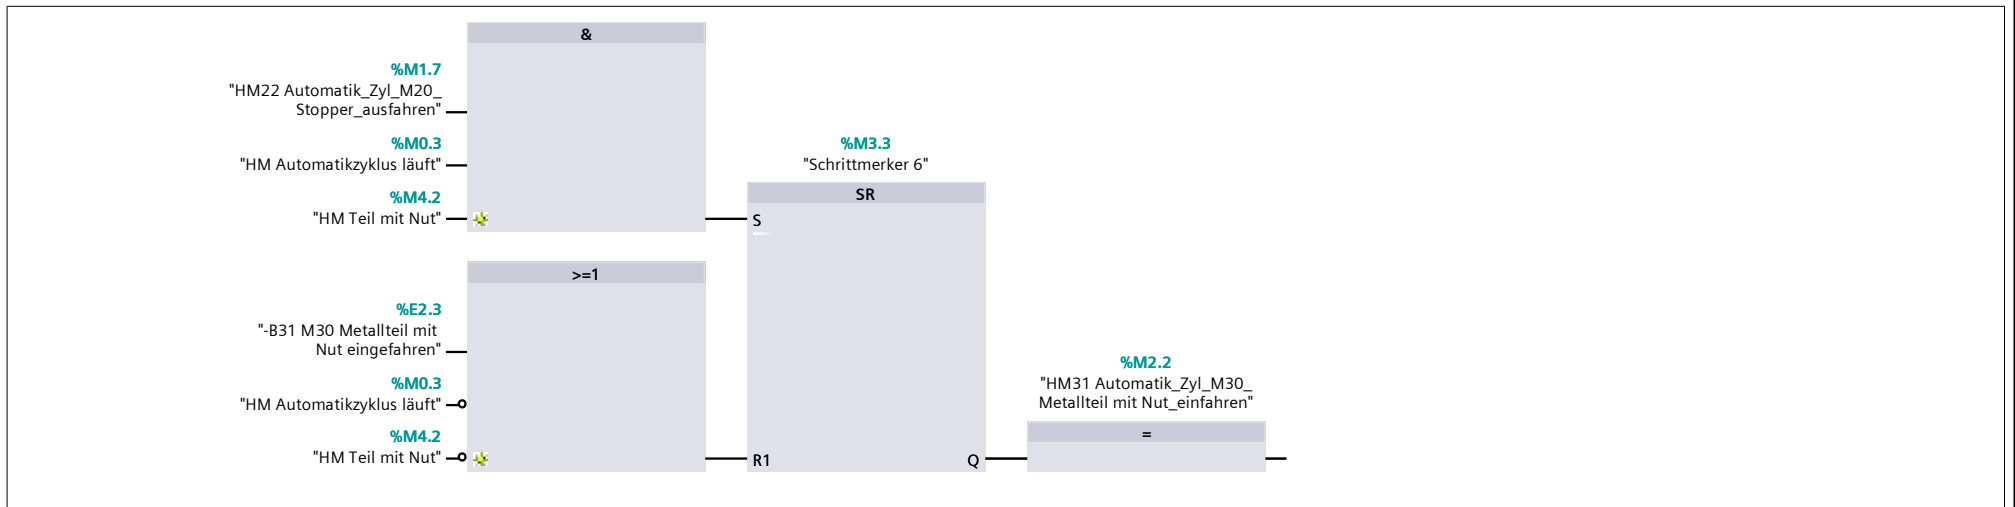 &
%M1.7
"HM22 Automatik_Zyl_M20_
Stopper_ausfahren"
%M0.3
"HM Automatikzyklus läuft"
%M4.2
"HM Teil mit Nut"
%M3.3
"Schrittmerker 6"
SR
S
>=1
%E2.3
"-B31 M30 Metallteil mit
Nut eingefahren"
%M0.3
"HM Automatikzyklus läuft"
%M4.2
"HM Teil mit Nut"
R1
Q
%M2.2
"HM31 Automatik_Zyl_M30_
Metallteil mit Nut_einfahren"
=